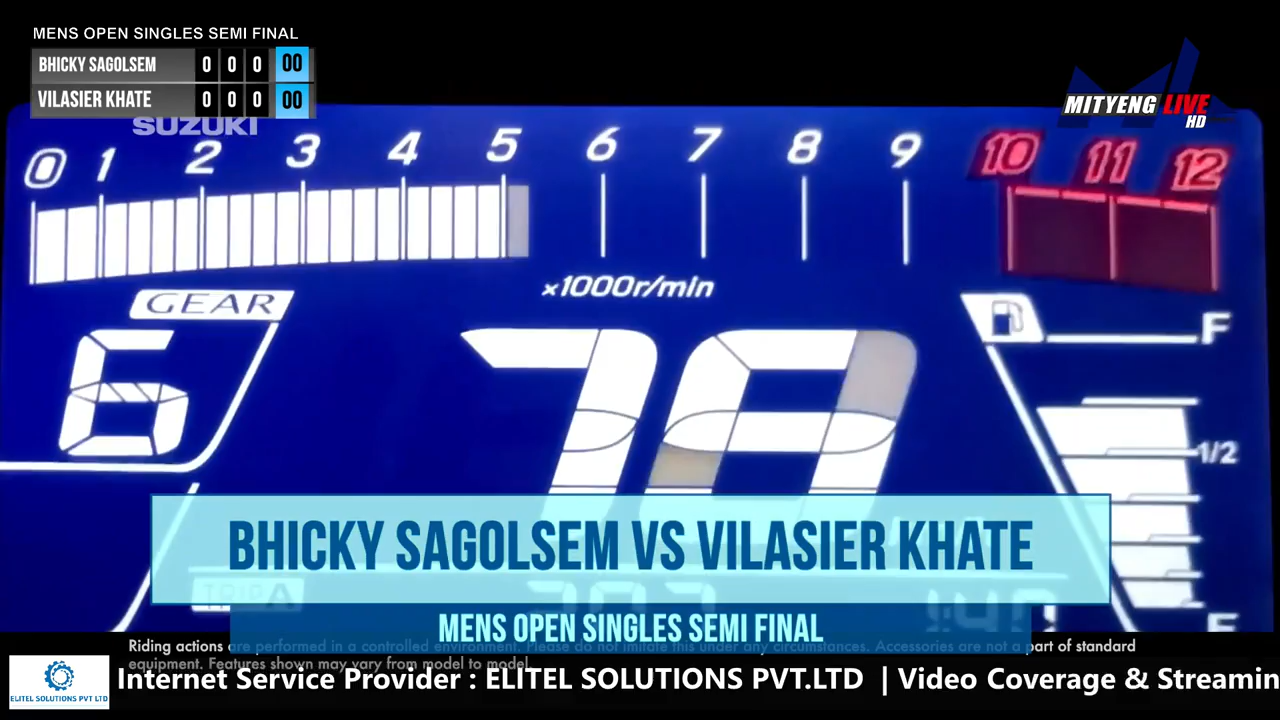 MENS OPEN SINGLES SEMI FINAL
BHICKY SAGOLSEM 0 0 0 00
VILASIER KHATE 0 0 0 00
MITYENG LIVE
HD
SUZUKI
0 1 2 3 4 5 6 7 8 9 10 11 12
x1000r/min
GEAR
6
F
1/2
BHICKY SAGOLSEM VS VILASIER KHATE
TRIP A
MENS OPEN SINGLES SEMI FINAL
Riding actions are performed in a controlled environment. Please do not imitate this under any circumstances. Accessories are not a part of standard
equipment. Features shown may vary from model to model.
ELITEL SOLUTIONS PVT LTD
Internet Service Provider : ELITEL SOLUTIONS PVT.LTD | Video Coverage & Streamin